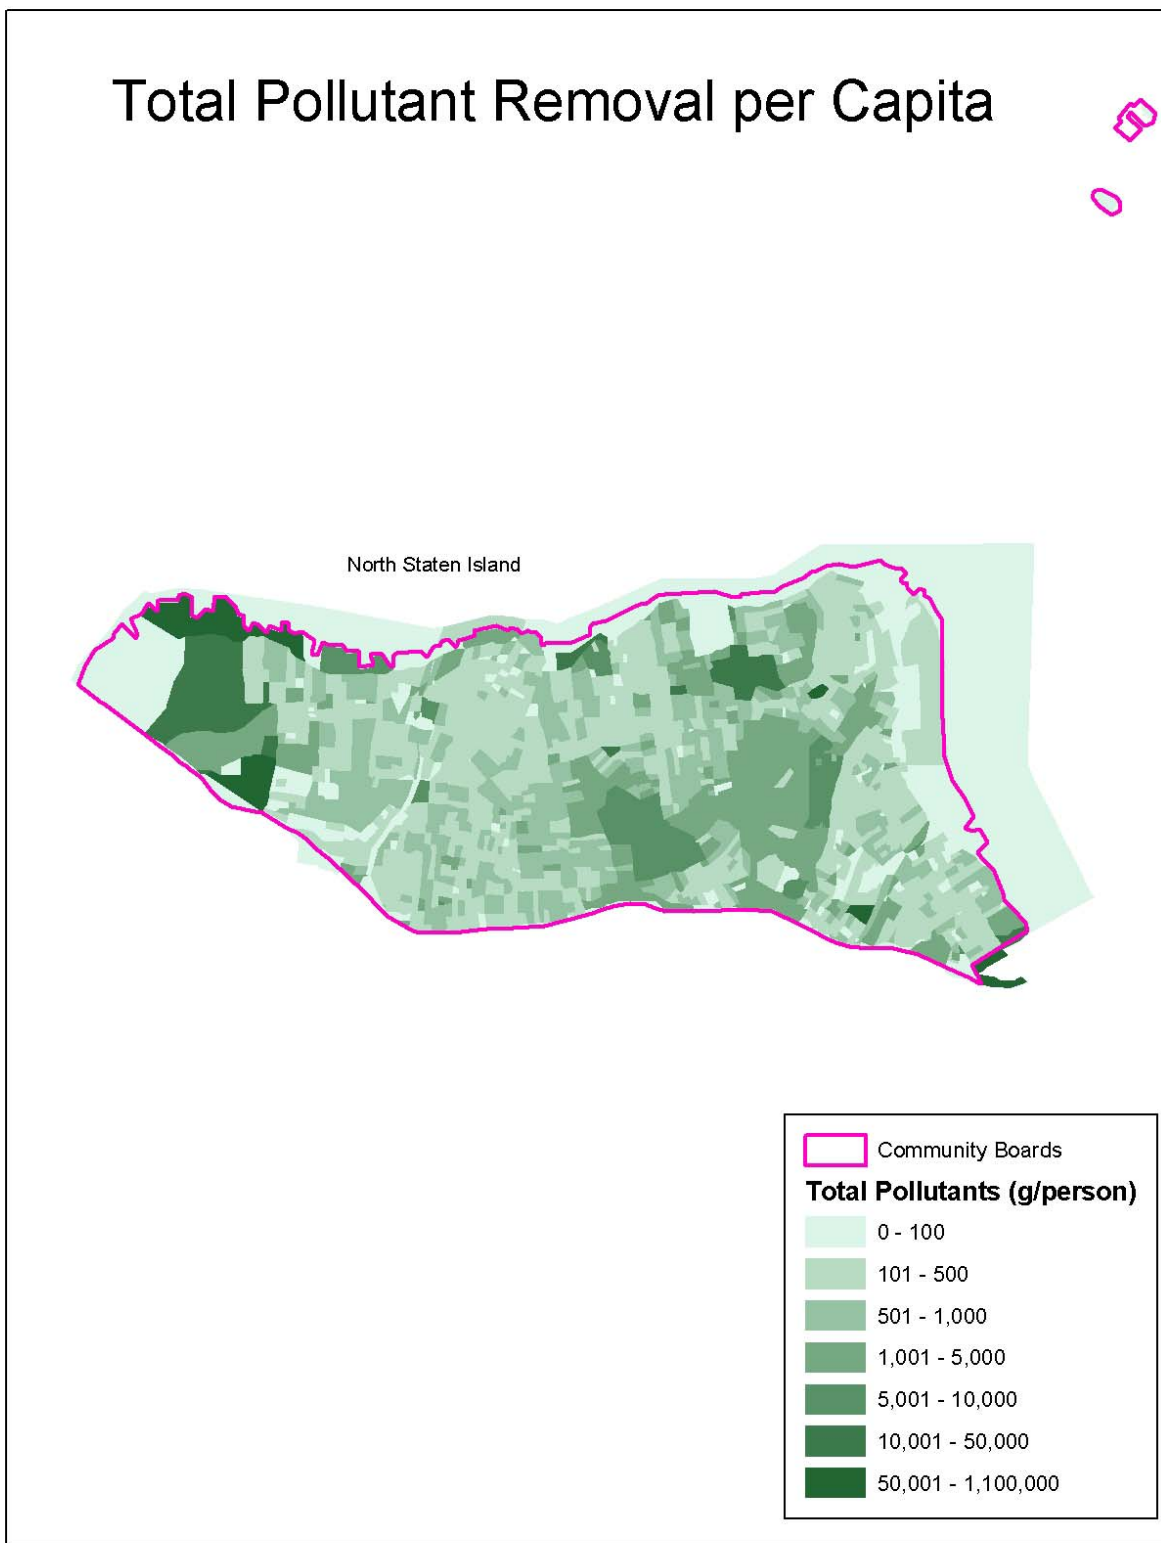 Total Pollutant Removal per Capita
North Staten Island
Community Boards
Total Pollutants (g/person)
0 - 100
101 - 500
501 - 1,000
1,001 - 5,000
5,001 - 10,000
10,001 - 50,000
50,001 - 1,100,000